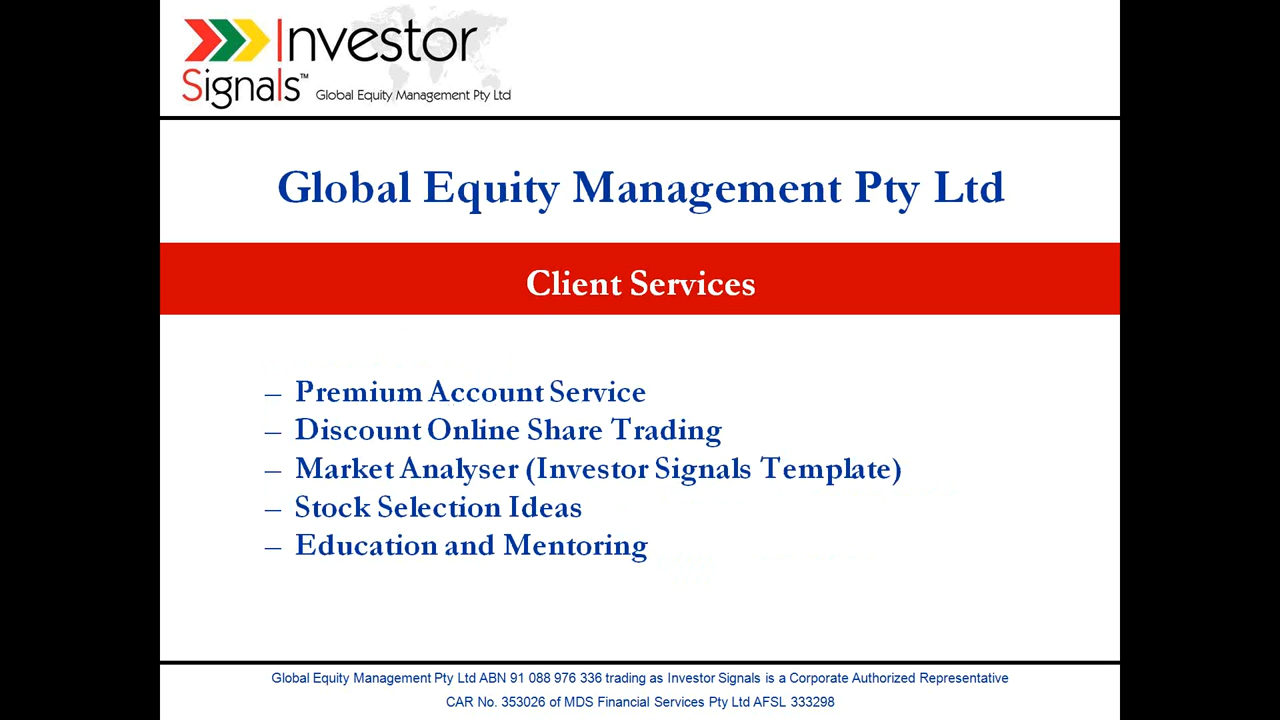 Investor
Signals™ Global Equity Management Pty Ltd
Global Equity Management Pty Ltd
Client Services
– Premium Account Service
– Discount Online Share Trading
– Market Analyser (Investor Signals Template)
– Stock Selection Ideas
– Education and Mentoring
Global Equity Management Pty Ltd ABN 91 088 976 336 trading as Investor Signals is a Corporate Authorized Representative
CAR No. 353026 of MDS Financial Services Pty Ltd AFSL 333298